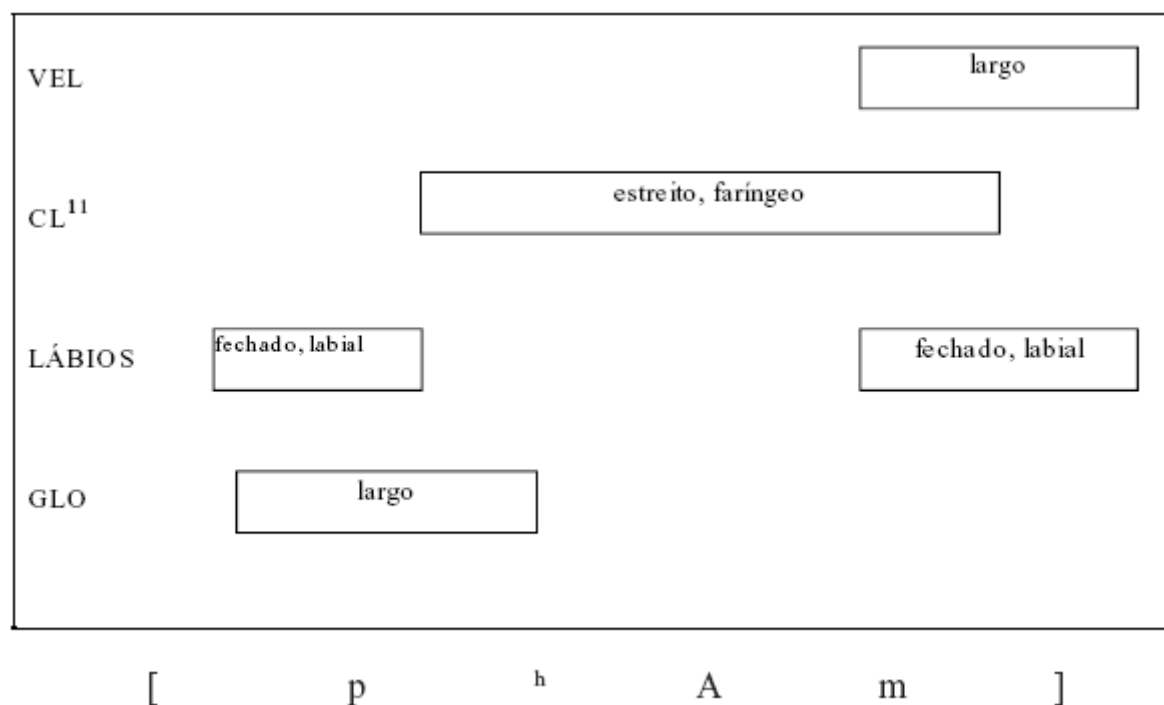 VEL
largo
CL¹¹
estreito, faríngeo
LÁBIOS
fechado, labial
fechado, labial
GLO
largo
[ p ʰ A m ]